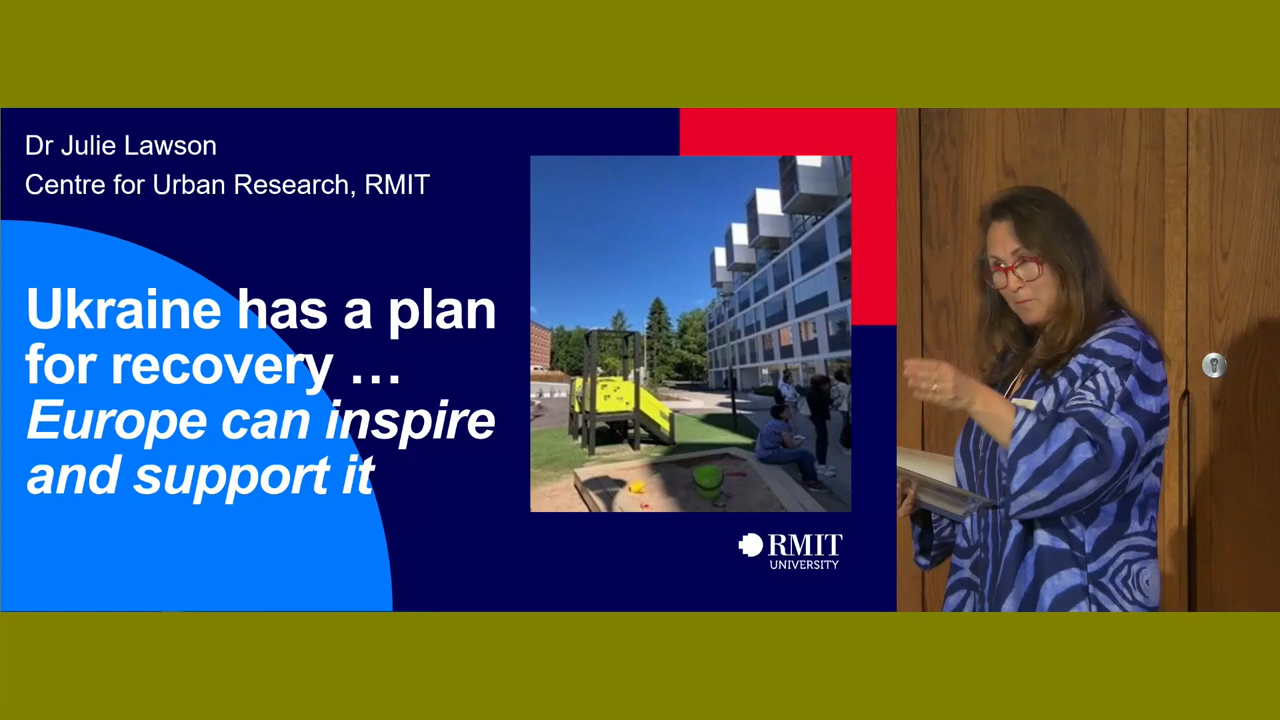 Dr Julie Lawson
Centre for Urban Research, RMIT
Ukraine has a plan
for recovery …
Europe can inspire
and support it
RMIT
UNIVERSITY